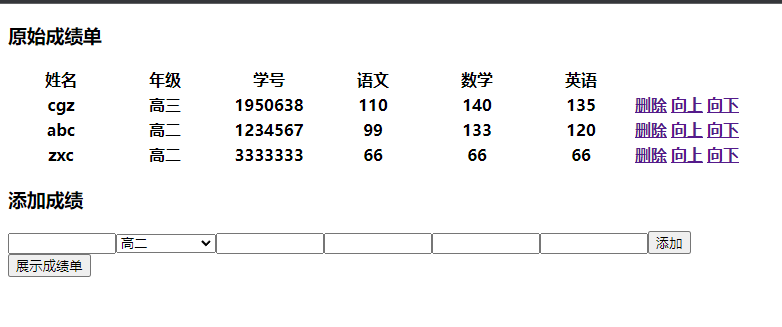 原始成绩单
姓名 年级 学号 语文 数学 英语
cgz 高三 1950638 110 140 135 删除 向上 向下
abc 高二 1234567 99 133 120 删除 向上 向下
zxc 高二 3333333 66 66 66 删除 向上 向下
添加成绩
高二 添加
展示成绩单